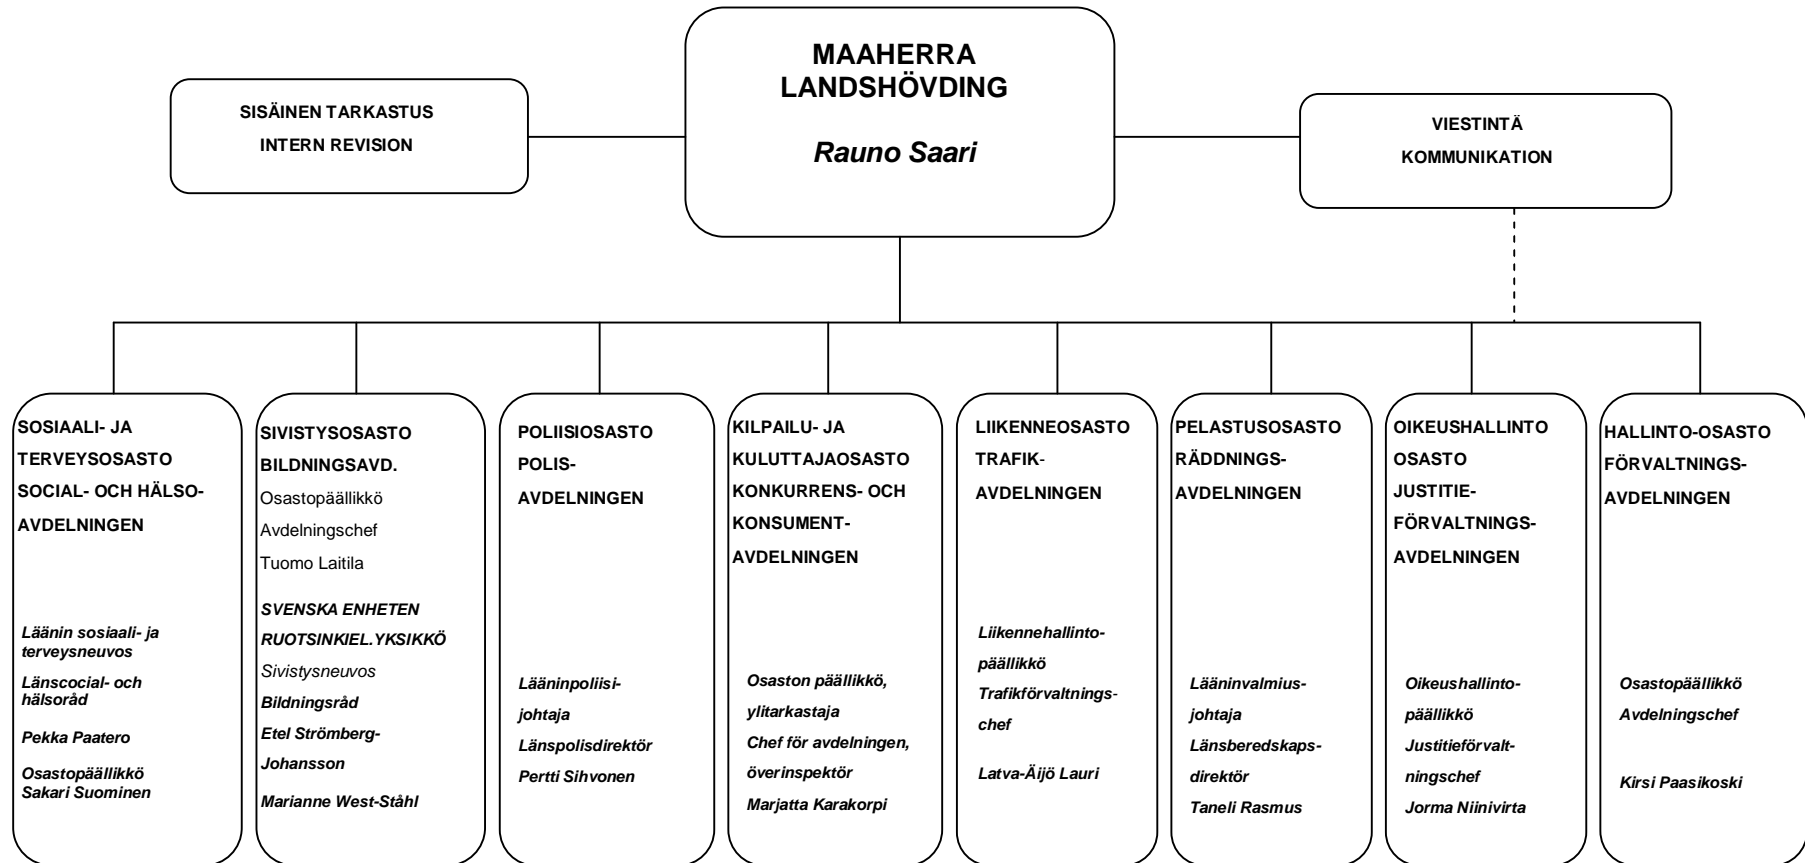 MAAHERRA
LANDSHÖVDING
Rauno Saari
SISÄINEN TARKASTUS
INTERN REVISION
VIESTINTÄ
KOMMUNIKATION
SOSIAALI- JA
TERVEYSOSASTO
SOCIAL- OCH HÄLSO-
AVDELNINGEN
Läänin sosiaali- ja
terveysneuvos
Länscocial- och
hälsoråd
Pekka Paatero
Osastopäällikkö
Sakari Suominen
SIVISTYSOSASTO
BILDNINGSAVD.
Osastopäällikkö
Avdelningschef
Tuomo Laitila
SVENSKA ENHETEN
RUOTSINKIEL.YKSIKKÖ
Sivistysneuvos
Bildningsråd
Etel Strömberg-
Johansson
Marianne West-Ståhl
POLIISIOSASTO
POLIS-
AVDELNINGEN
Lääninpoliisi-
johtaja
Länspolisdirektör
Pertti Sihvonen
KILPAILU- JA
KULUTTAJAOSASTO
KONKURRENS- OCH
KONSUMENT-
AVDELNINGEN
Osaston päällikkö,
ylitarkastaja
Chef för avdelningen,
överinspektör
Marjatta Karakorpi
LIIKENNEOSASTO
TRAFIK-
AVDELNINGEN
Liikennehallinto-
päällikkö
Trafikförvaltnings-
chef
Latva-Äijö Lauri
PELASTUSOSASTO
RÄDDNINGS-
AVDELNINGEN
Lääninvalmius-
johtaja
Länsberedskaps-
direktör
Taneli Rasmus
OIKEUSHALLINTO
OSASTO
JUSTITIE-
FÖRVALTNINGS-
AVDELNINGEN
Oikeushallinto-
päällikkö
Justitieförvalt-
ningschef
Jorma Niinivirta
HALLINTO-OSASTO
FÖRVALTNINGS-
AVDELNINGEN
Osastopäällikkö
Avdelningschef
Kirsi Paasikoski